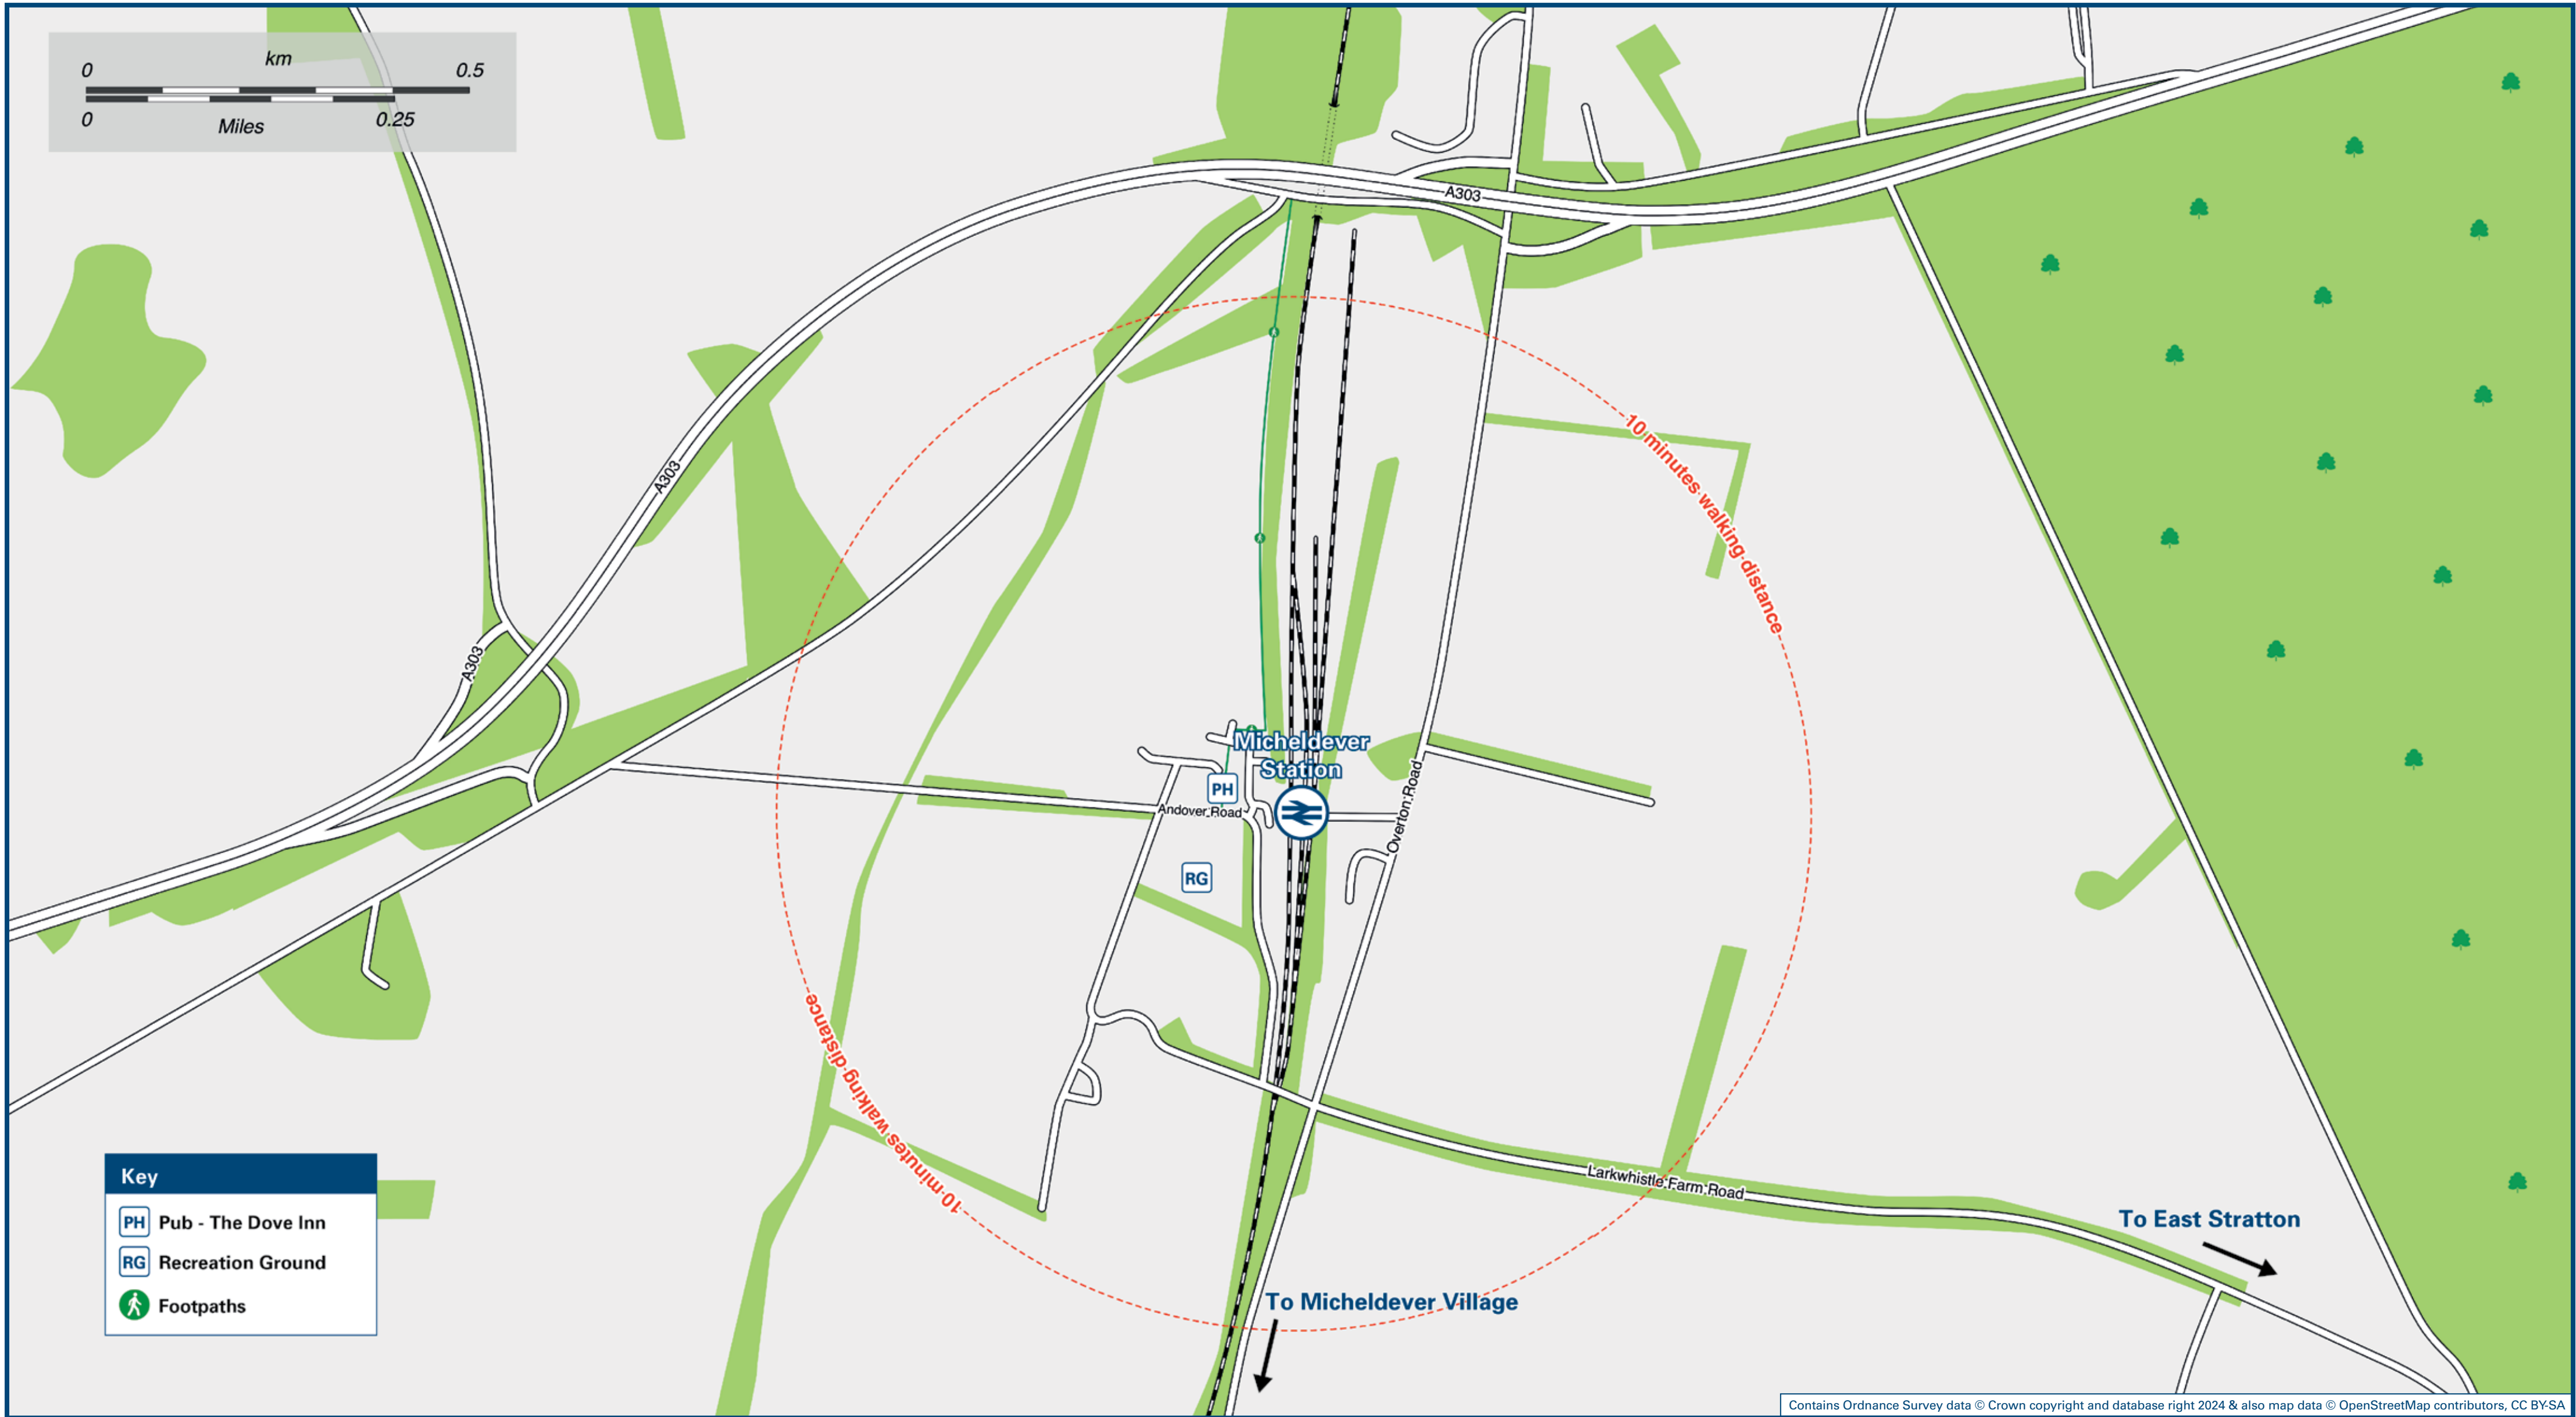 km
0
0.5
0
0.25
Miles
A303
A303
A303
10 minutes walking distance
Micheldever
Station
PH
Andover Road
Overton Road
RG
10 minutes walking distance
Larkwhistle Farm Road
To East Stratton
To Micheldever Village
Key
PH Pub - The Dove Inn
RG Recreation Ground
Footpaths
Contains Ordnance Survey data © Crown copyright and database right 2024 & also map data © OpenStreetMap contributors, CC BY-SA